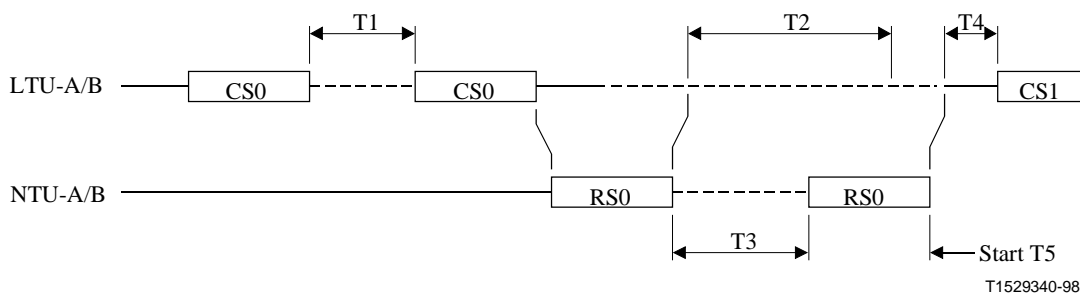 T1
T2
T4
LTU-A/B
CS0
CS0
CS1
NTU-A/B
RS0
RS0
T3
Start T5
T1529340-98